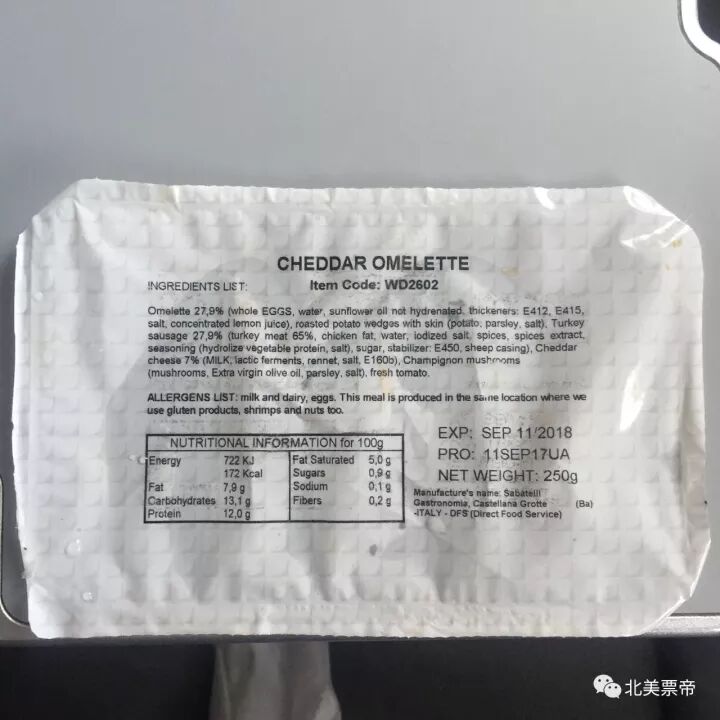 CHEDDAR OMELETTE
INGREDIENTS LIST:
Item Code: WD2602
Omelette 27,9% (whole EGGS, water, sunflower oil not hydrenated, thickeners: E412, E415,
salt, concentrated lemon juice), roasted potato wedges with skin (potato, parsley, salt), Turkey
sausage 27,9% (turkey meat 65%, chicken fat, water, iodized salt, spices, spices extract,
seasoning (hydrolize vegetable protein, salt), sugar, stabilizer: E450, sheep casing), Cheddar
cheese 7% (MILK, lactic ferments, rennet, salt, E160b), Champignon mushrooms
(mushrooms, Extra virgin olive oil, parsley, salt), fresh tomato.
ALLERGENS LIST: milk and dairy, eggs. This meal is produced in the same location where we
use gluten products, shrimps and nuts too.
NUTRITIONAL INFORMATION for 100g
Energy 722 KJ Fat Saturated 5,0 g
172 Kcal Sugars 0,9 g
Fat 7,9 g Sodium 0,1 g
Carbohydrates 13,1 g Fibers 0,2 g
Protein 12,0 g
EXP: SEP 11/2018
PRO: 11SEP17UA
NET WEIGHT: 250g
Manufacture's name: Sabatelli
Gastronomia, Castellana Grotte (Ba)
-ITALY - DFS (Direct Food Service)
北美票帝